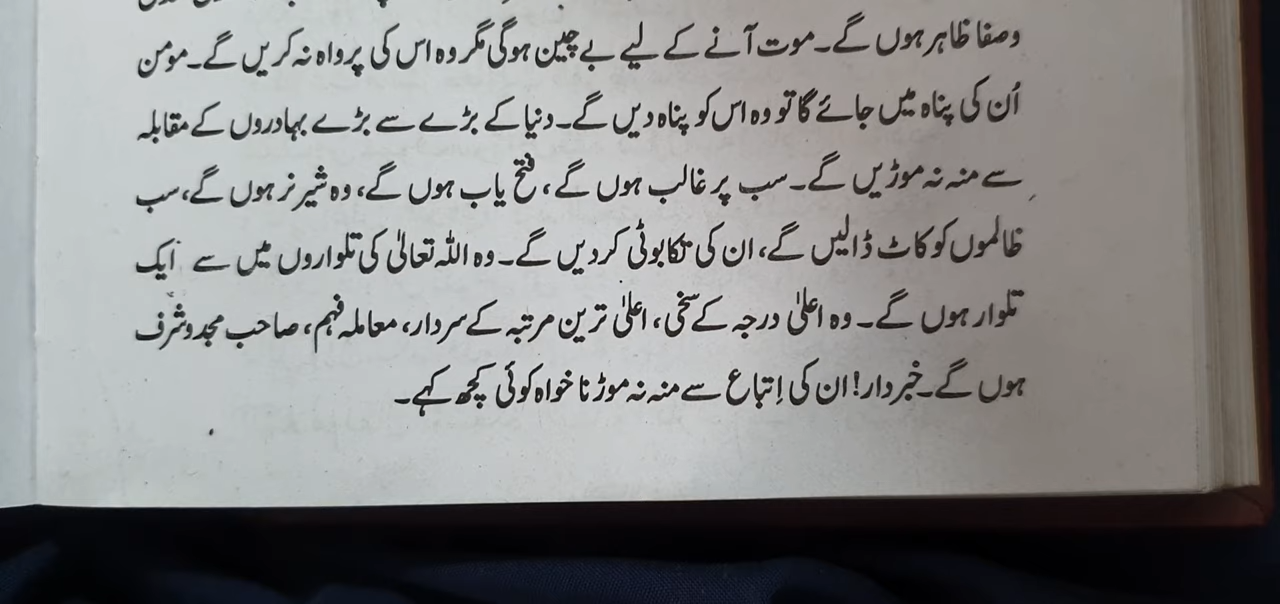 وصفا ظاہر ہوں گے۔ موت آنے کے لیے بے چین ہوگی مگر وہ اس کی پرواہ نہ کریں گے۔ مومن
اُن کی پناہ میں جائے گا تو وہ اس کو پناہ دیں گے۔ دنیا کے بڑے سے بڑے بہادروں کے مقابلہ
سے منہ نہ موڑیں گے۔ سب پر غالب ہوں گے، فتح یاب ہوں گے، وہ شیر نر ہوں گے، سب
ظالموں کو کاٹ ڈالیں گے، ان کی تکا بوٹی کردیں گے۔ وہ اللہ تعالیٰ کی تلواروں میں سے ایک
تلوار ہوں گے۔ وہ اعلیٰ درجہ کے سخی، اعلیٰ ترین مرتبہ کے سردار، معاملہ فہم، صاحب مجد و شرف
ہوں گے۔ خبردار! ان کی اِتباع سے منہ نہ موڑنا خواہ کوئی کچھ کہے۔